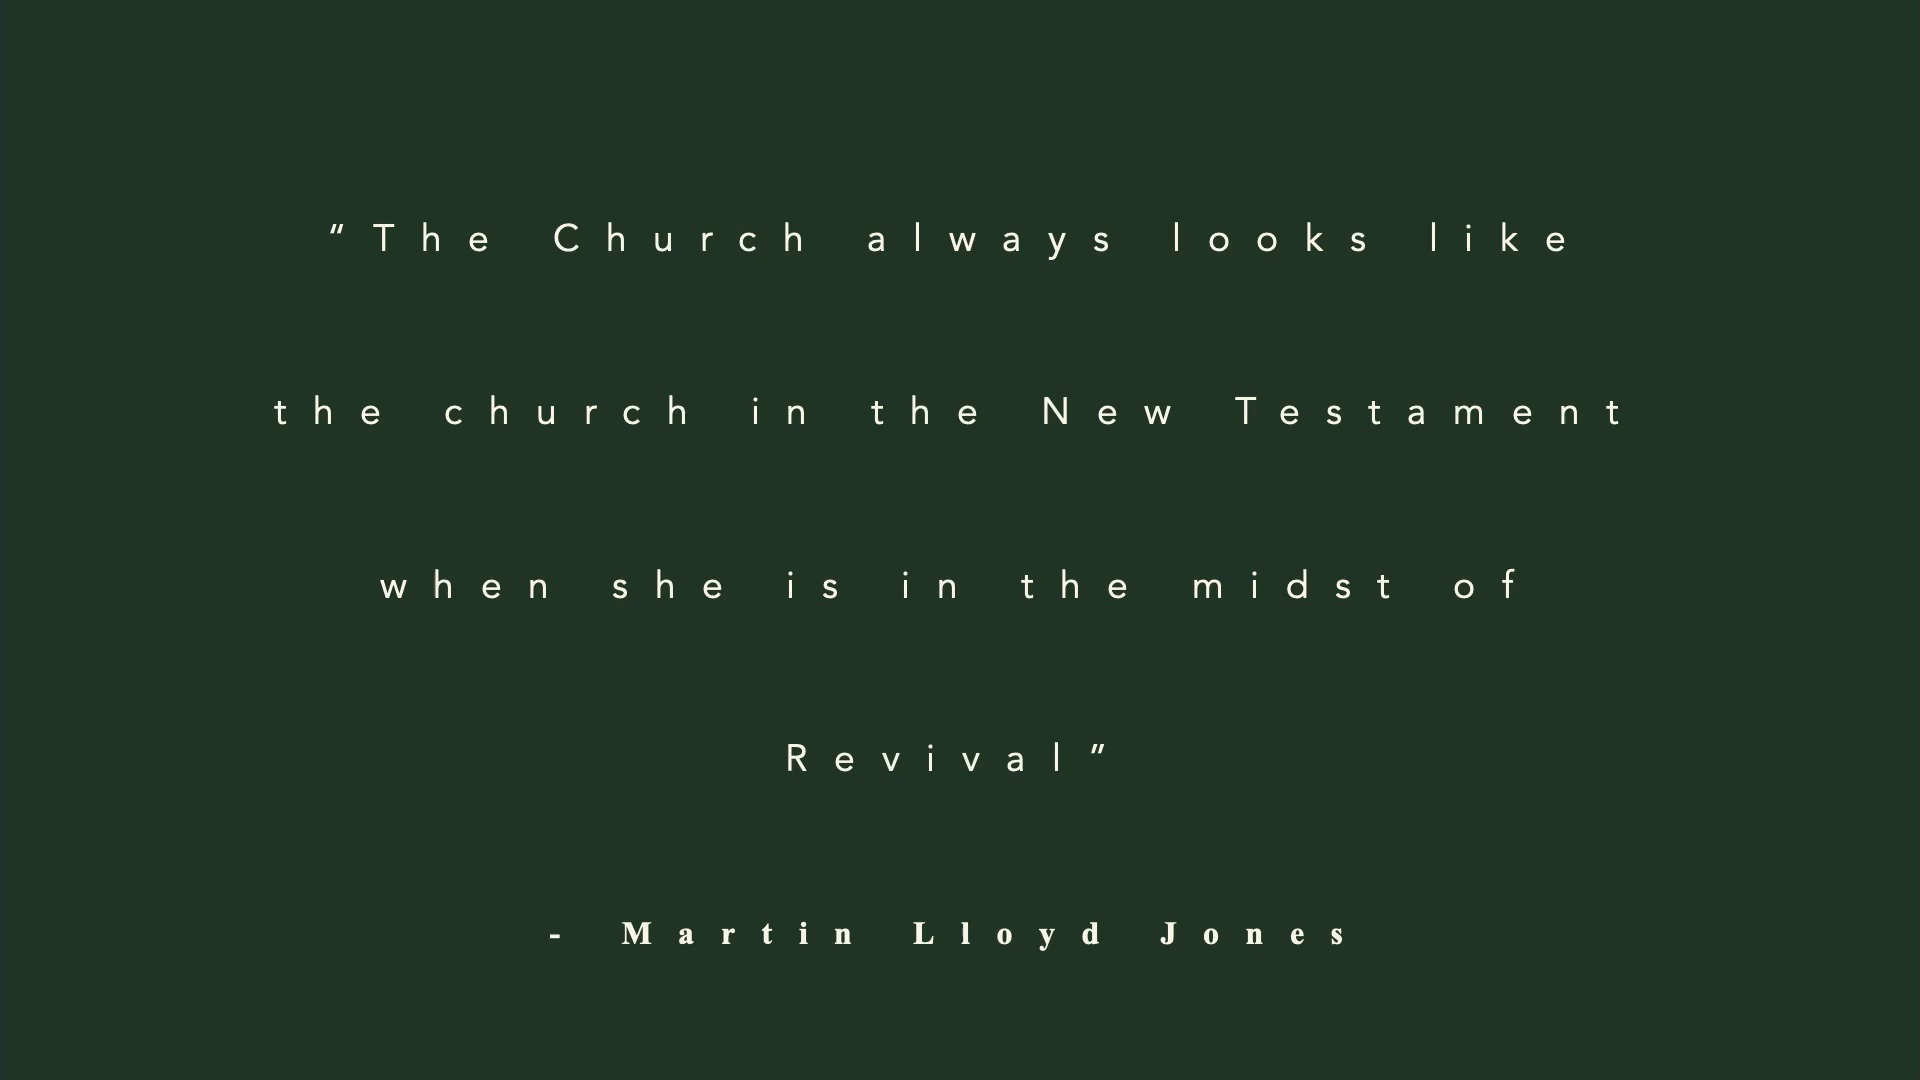 “The Church always looks like
the church in the New Testament
when she is in the midst of
Revival”
- Martin Lloyd Jones